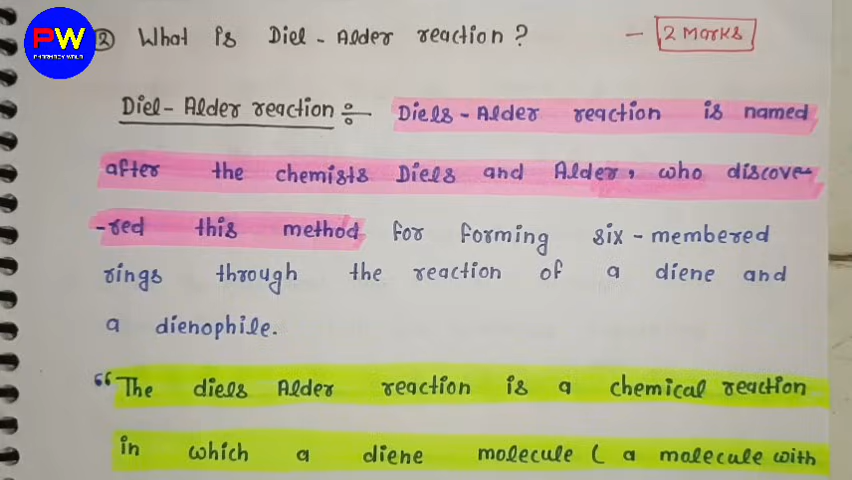 PW
PHARMACY WORLD
② What is Diel-Alder reaction? - 2 Marks
Diel-Alder reaction ÷ Diels-Alder reaction is named
after the chemists Diels and Alder, who discove-
-red this method for forming six-membered
rings through the reaction of a diene and
a dienophile.
“The diels Alder reaction is a chemical reaction
in which a diene molecule ( a molecule with